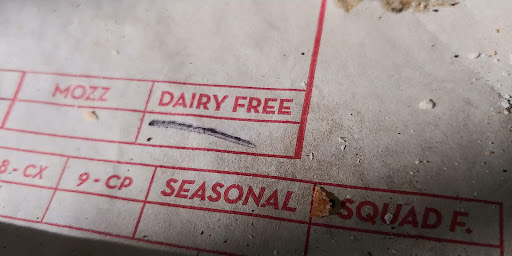 MOZZ DAIRY FREE
8.- CX 9 - CP SEASONAL SQUAD F.